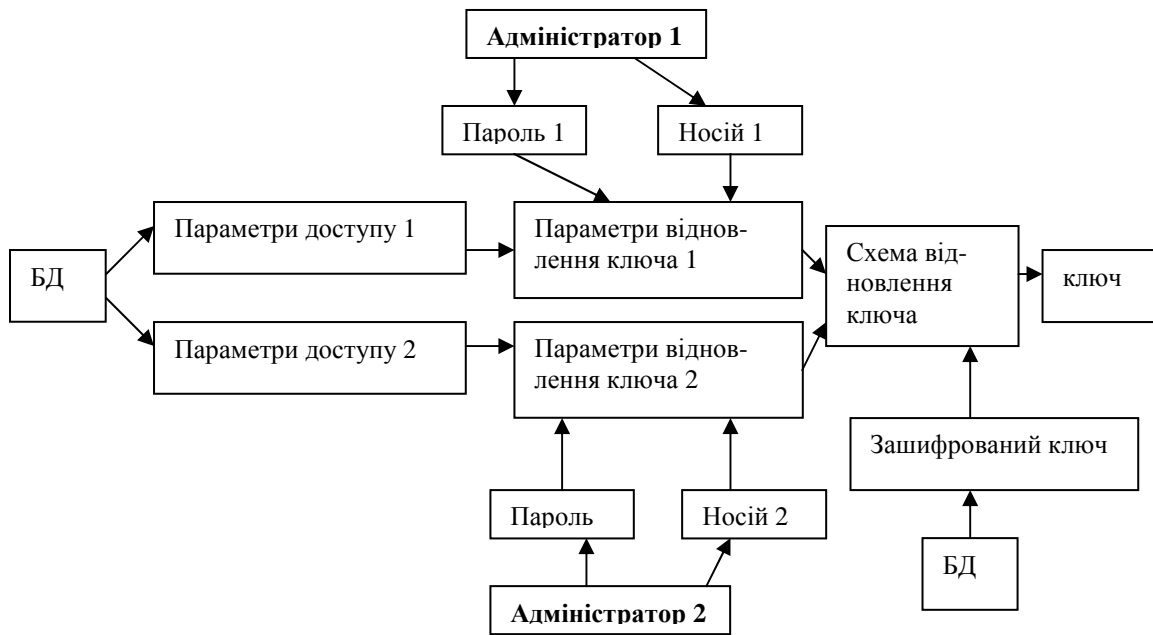 Адміністратор 1
Пароль 1
Носій 1
Параметри доступу 1
Параметри віднов-
лення ключа 1
БД
Схема від-
новлення
ключа
ключ
Параметри доступу 2
Параметри віднов-
лення ключа 2
Зашифрований ключ
Пароль
Носій 2
БД
Адміністратор 2